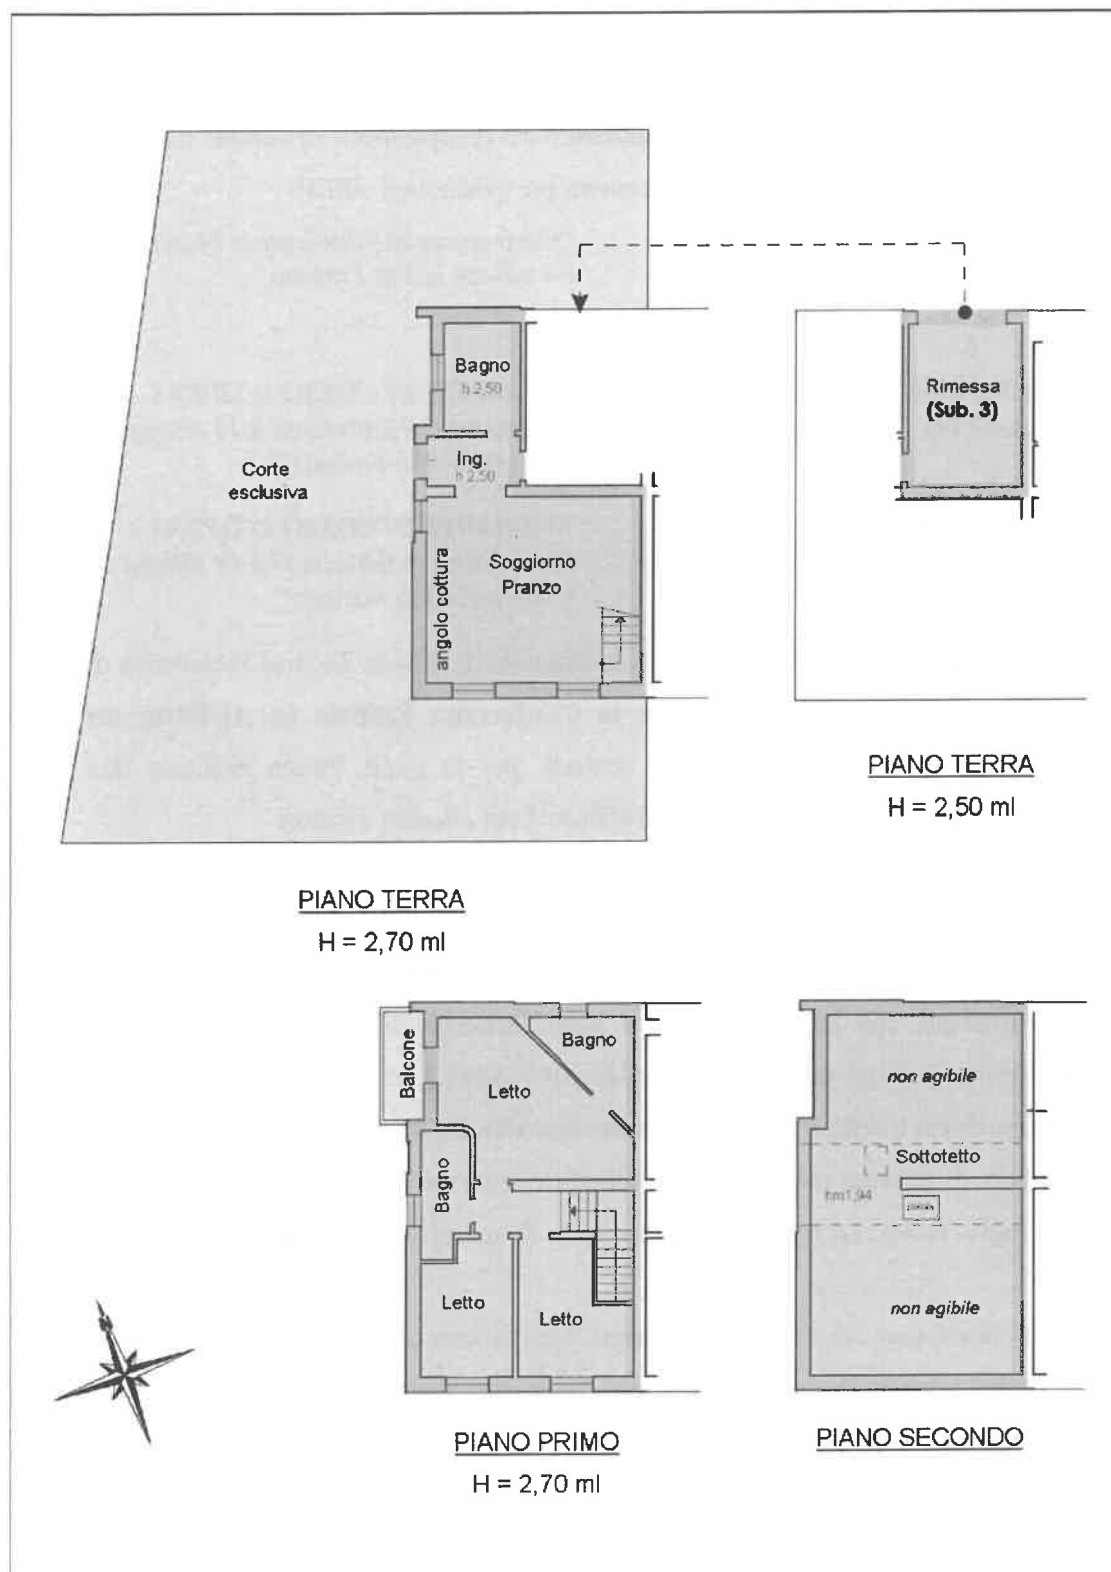 Bagno
h 2,50
Ing.
h 2,50
Corte
esclusiva
angolo cottura
Soggiorno
Pranzo
Rimessa
(Sub. 3)
PIANO TERRA
H = 2,50 ml
PIANO TERRA
H = 2,70 ml
Balcone
Bagno
Letto
Bagno
Letto
Letto
PIANO PRIMO
H = 2,70 ml
non agibile
Sottotetto
hm1,94
non agibile
PIANO SECONDO
N